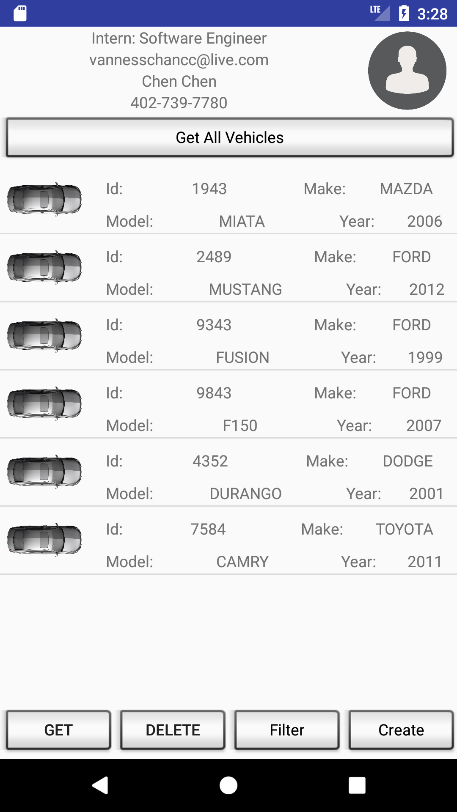 LTE 3:28
Intern: Software Engineer
vannesschancc@live.com
Chen Chen
402-739-7780
Get All Vehicles
Id: 1943 Make: MAZDA
Model: MIATA Year: 2006
Id: 2489 Make: FORD
Model: MUSTANG Year: 2012
Id: 9343 Make: FORD
Model: FUSION Year: 1999
Id: 9843 Make: FORD
Model: F150 Year: 2007
Id: 4352 Make: DODGE
Model: DURANGO Year: 2001
Id: 7584 Make: TOYOTA
Model: CAMRY Year: 2011
GET DELETE Filter Create